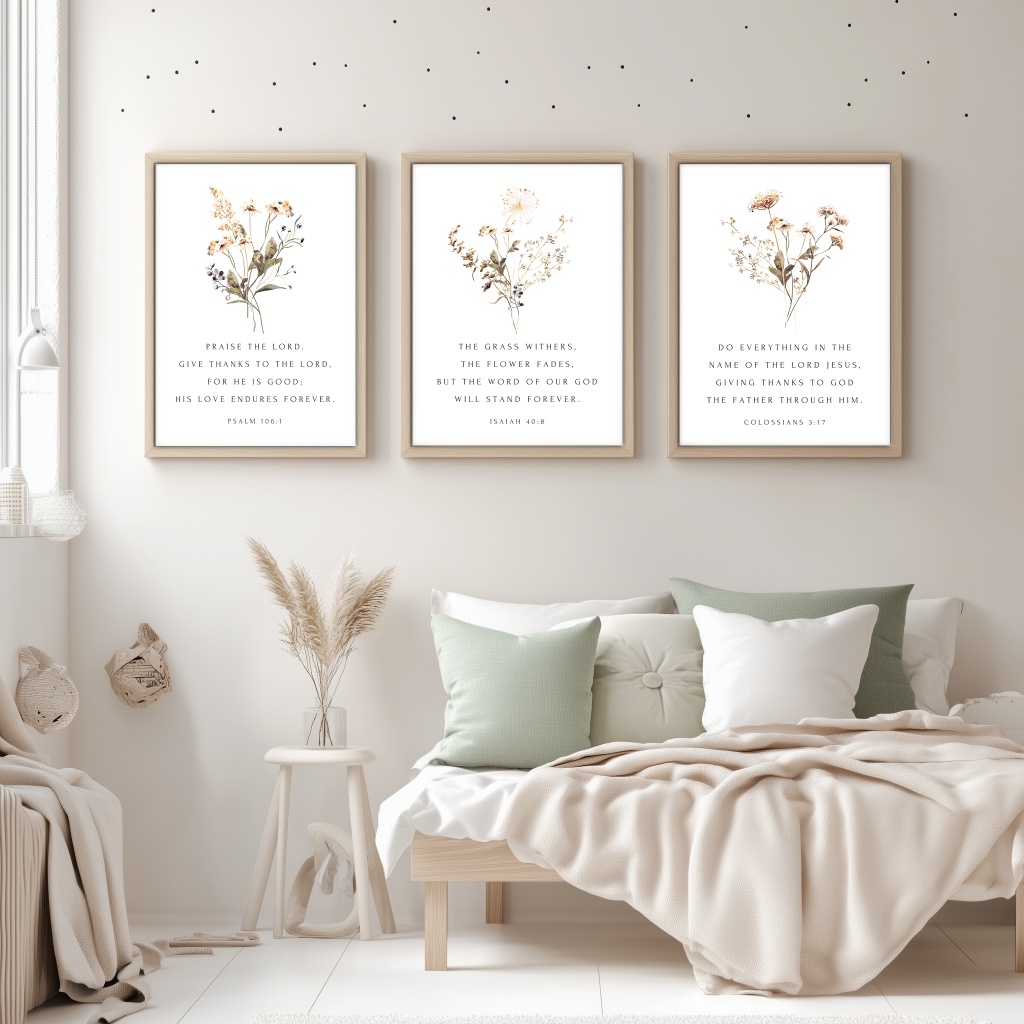 PRAISE THE LORD.
GIVE THANKS TO THE LORD,
FOR HE IS GOOD;
HIS LOVE ENDURES FOREVER.
PSALM 106:1
THE GRASS WITHERS,
THE FLOWER FADES,
BUT THE WORD OF OUR GOD
WILL STAND FOREVER.
ISAIAH 40:8
DO EVERYTHING IN THE
NAME OF THE LORD JESUS,
GIVING THANKS TO GOD
THE FATHER THROUGH HIM.
COLOSSIANS 3:17